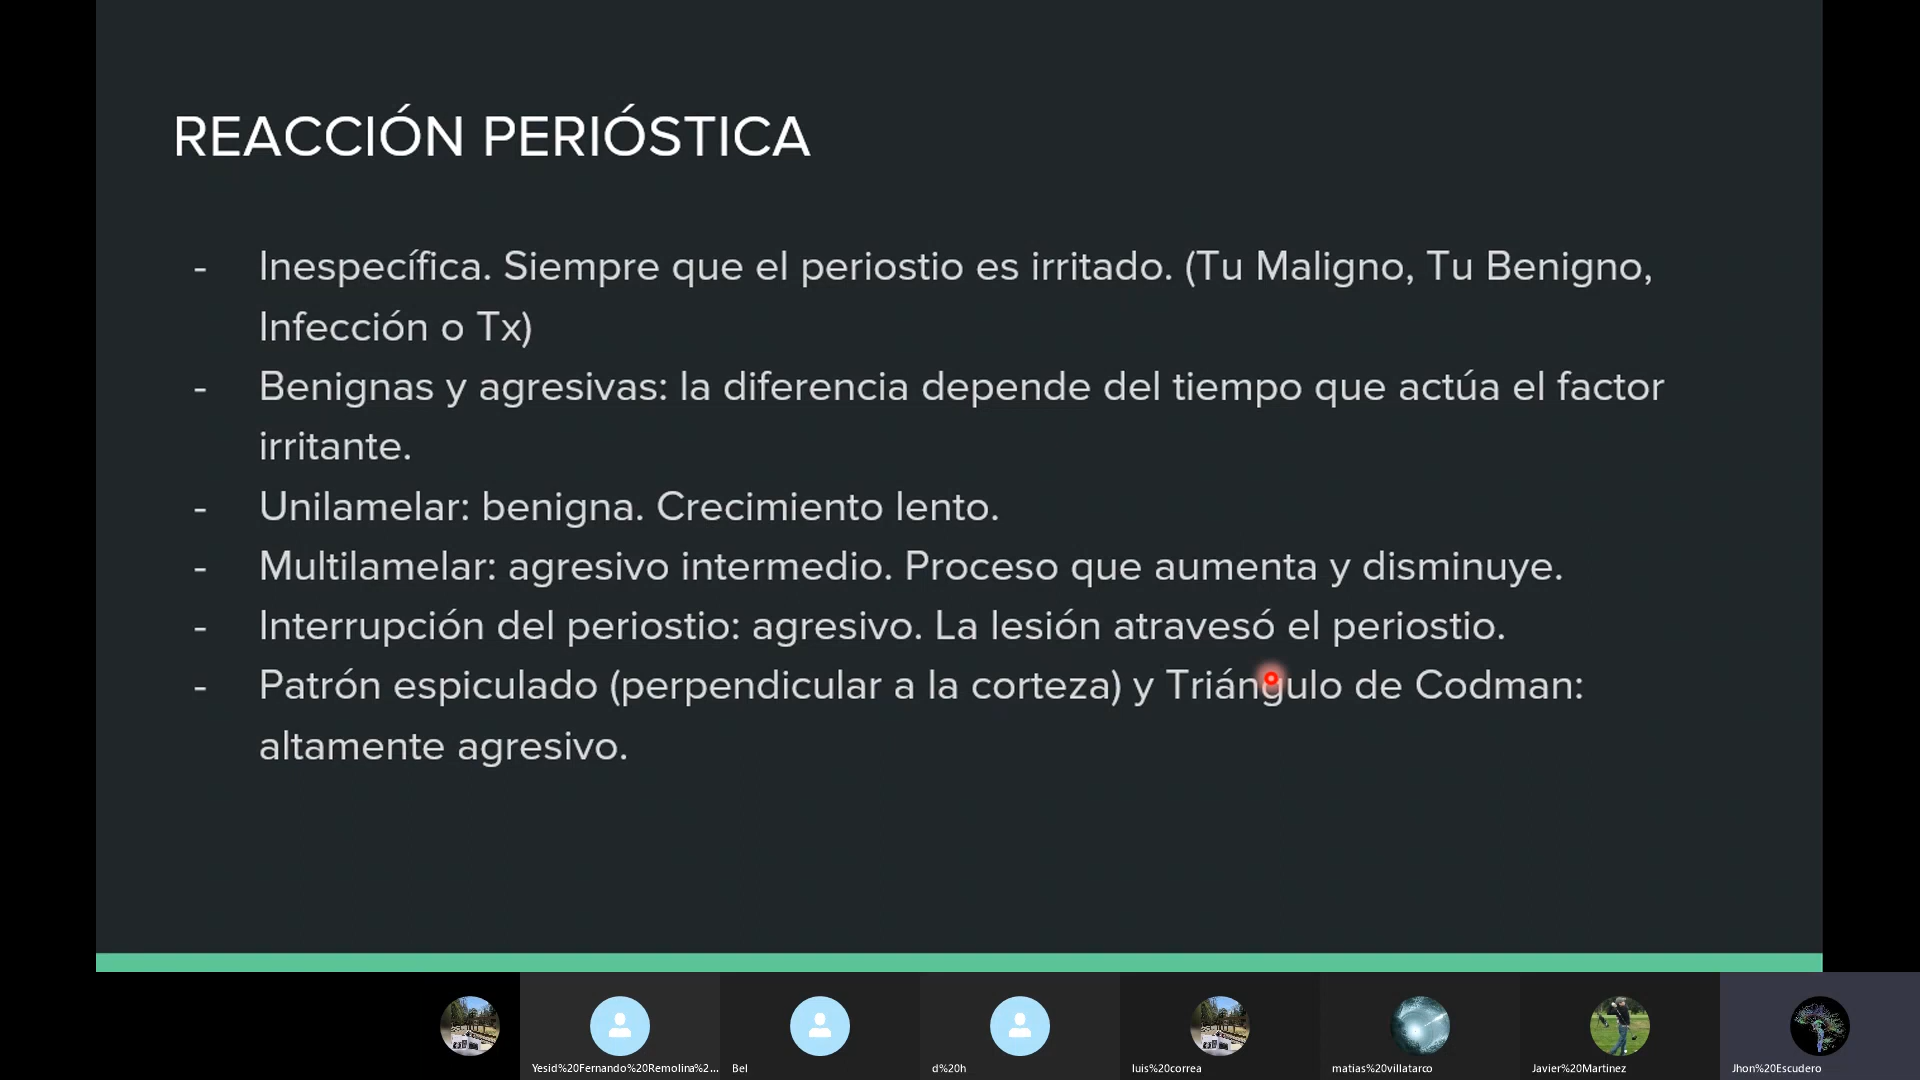 REACCIÓN PERIÓSTICA
- Inespecífica. Siempre que el periostio es irritado. (Tu Maligno, Tu Benigno,
Infección o Tx)
- Benignas y agresivas: la diferencia depende del tiempo que actúa el factor
irritante.
- Unilamelar: benigna. Crecimiento lento.
- Multilamelar: agresivo intermedio. Proceso que aumenta y disminuye.
- Interrupción del periostio: agresivo. La lesión atravesó el periostio.
- Patrón espiculado (perpendicular a la corteza) y Triángulo de Codman:
altamente agresivo.
Yesid%20Fernando%20Remolina%2...
Bel
d%20h
luis%20correa
matias%20villatarco
Javier%20Martinez
Jhon%20Escudero